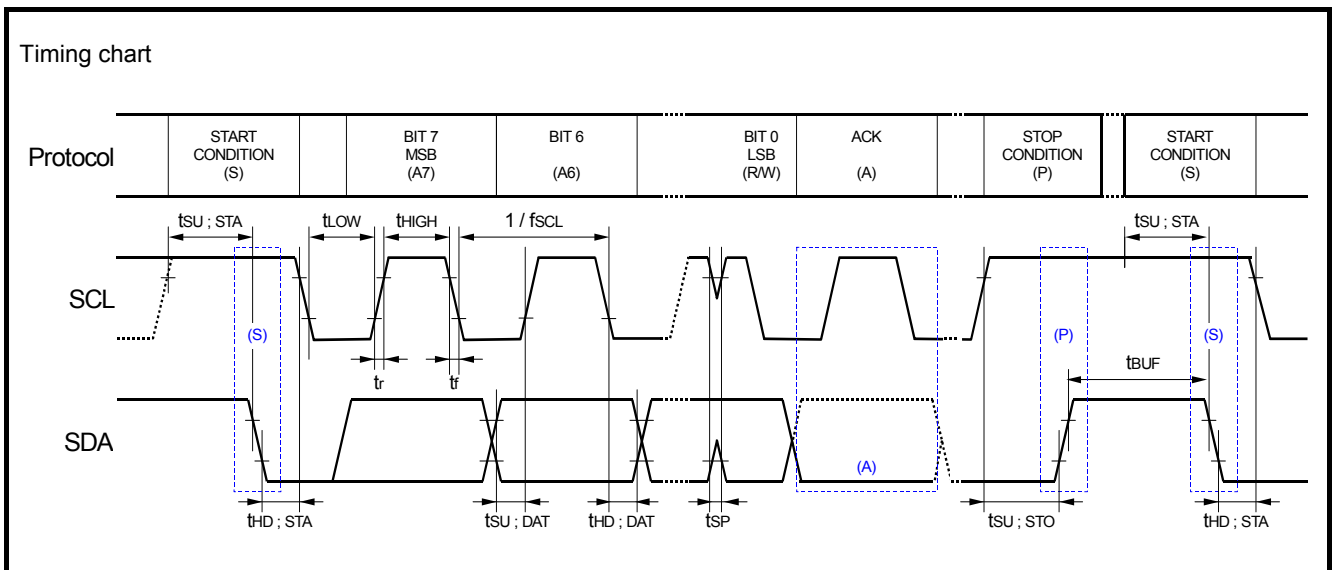 Timing chart
Protocol
START
CONDITION
(S)
BIT 7
MSB
(A7)
BIT 6
(A6)
BIT 0
LSB
(R/W)
ACK
(A)
STOP
CONDITION
(P)
START
CONDITION
(S)
tSU ; STA
tLOW
tHIGH
1 / fSCL
tSU ; STA
SCL
(S)
(P)
(S)
tr
tf
tBUF
SDA
(A)
tHD ; STA
tSU ; DAT
tHD ; DAT
tSP
tSU ; STO
tHD ; STA